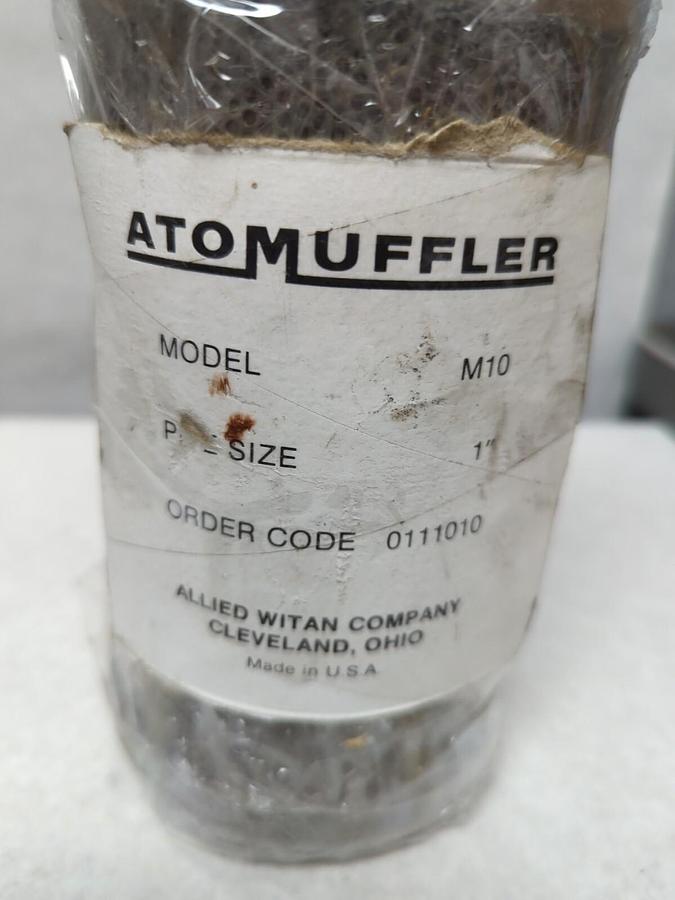 ATOMUFFLER
MODEL M10
SIZE 1"
ORDER CODE 0111010
ALLIED WITAN COMPANY
CLEVELAND, OHIO
Made in U.S.A.